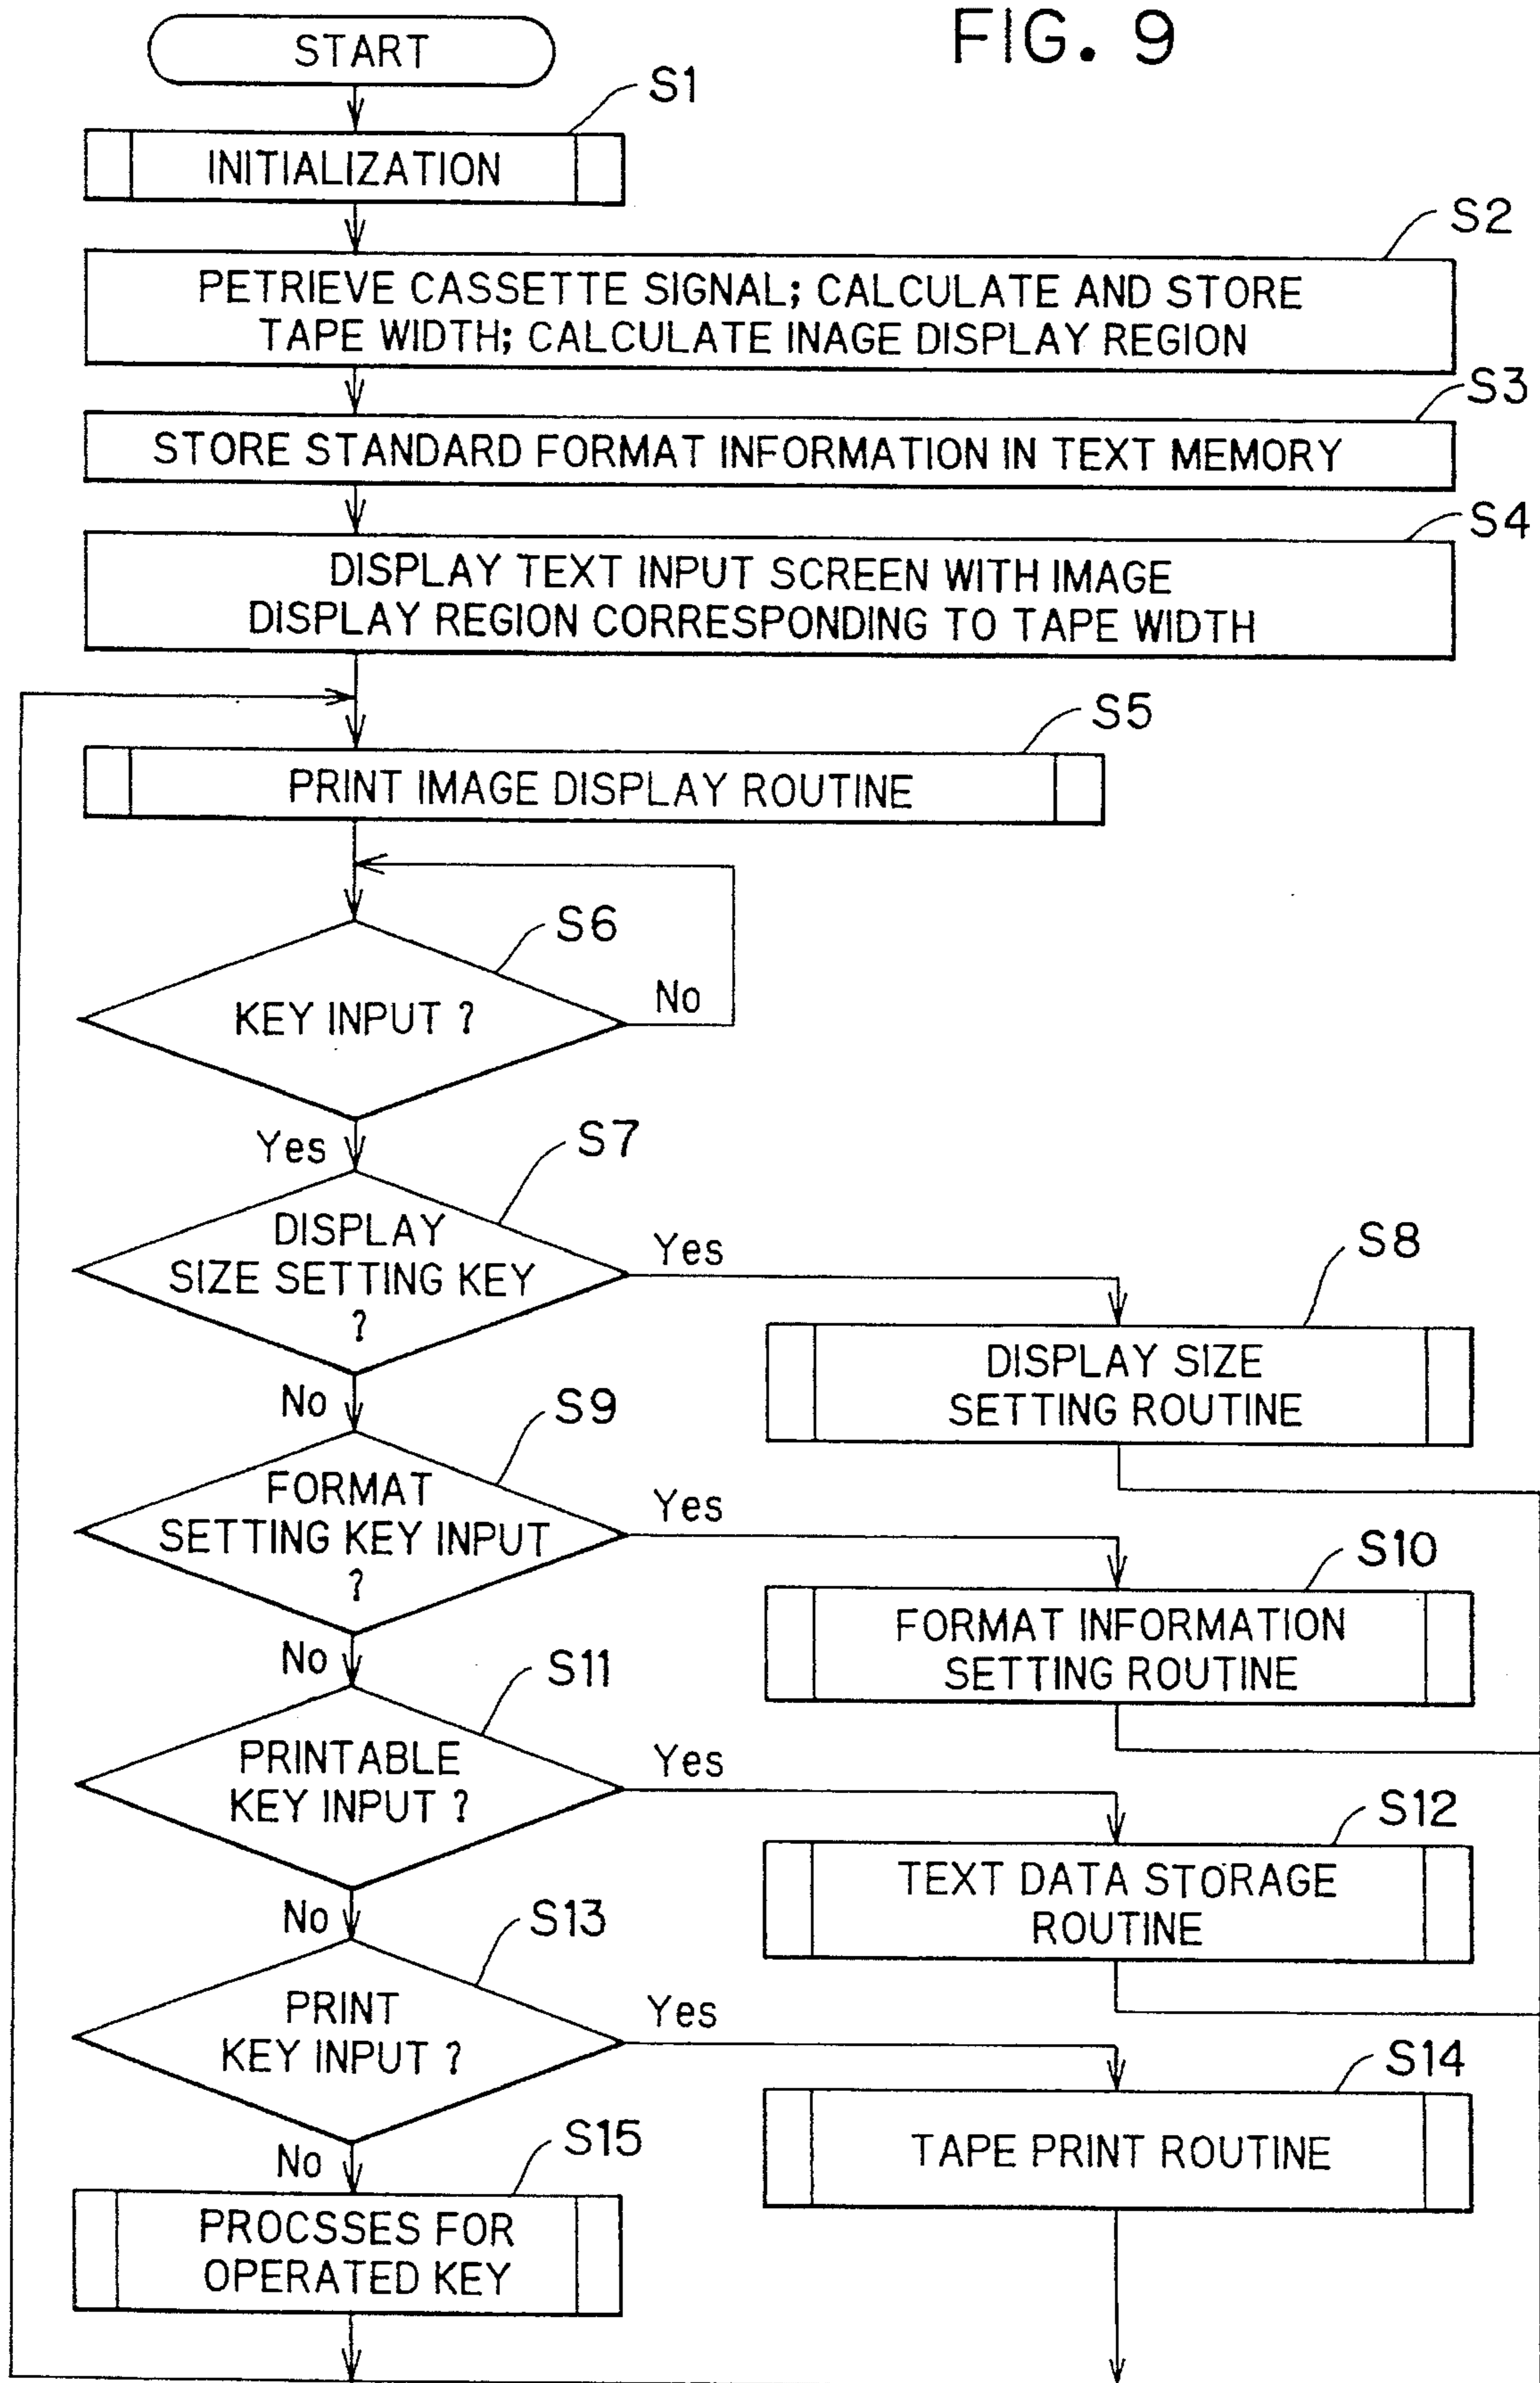 FIG. 9
START
S1
INITIALIZATION
S2
PETRIEVE CASSETTE SIGNAL; CALCULATE AND STORE
TAPE WIDTH; CALCULATE INAGE DISPLAY REGION
S3
STORE STANDARD FORMAT INFORMATION IN TEXT MEMORY
S4
DISPLAY TEXT INPUT SCREEN WITH IMAGE
DISPLAY REGION CORRESPONDING TO TAPE WIDTH
S5
PRINT IMAGE DISPLAY ROUTINE
S6
KEY INPUT ?
No
Yes
S7
DISPLAY
SIZE SETTING KEY
?
Yes
S8
DISPLAY SIZE
SETTING ROUTINE
No
S9
FORMAT
SETTING KEY INPUT
?
Yes
S10
FORMAT INFORMATION
SETTING ROUTINE
No
S11
PRINTABLE
KEY INPUT ?
Yes
S12
TEXT DATA STORAGE
ROUTINE
No
S13
PRINT
KEY INPUT ?
Yes
S14
TAPE PRINT ROUTINE
No
S15
PROCSSES FOR
OPERATED KEY